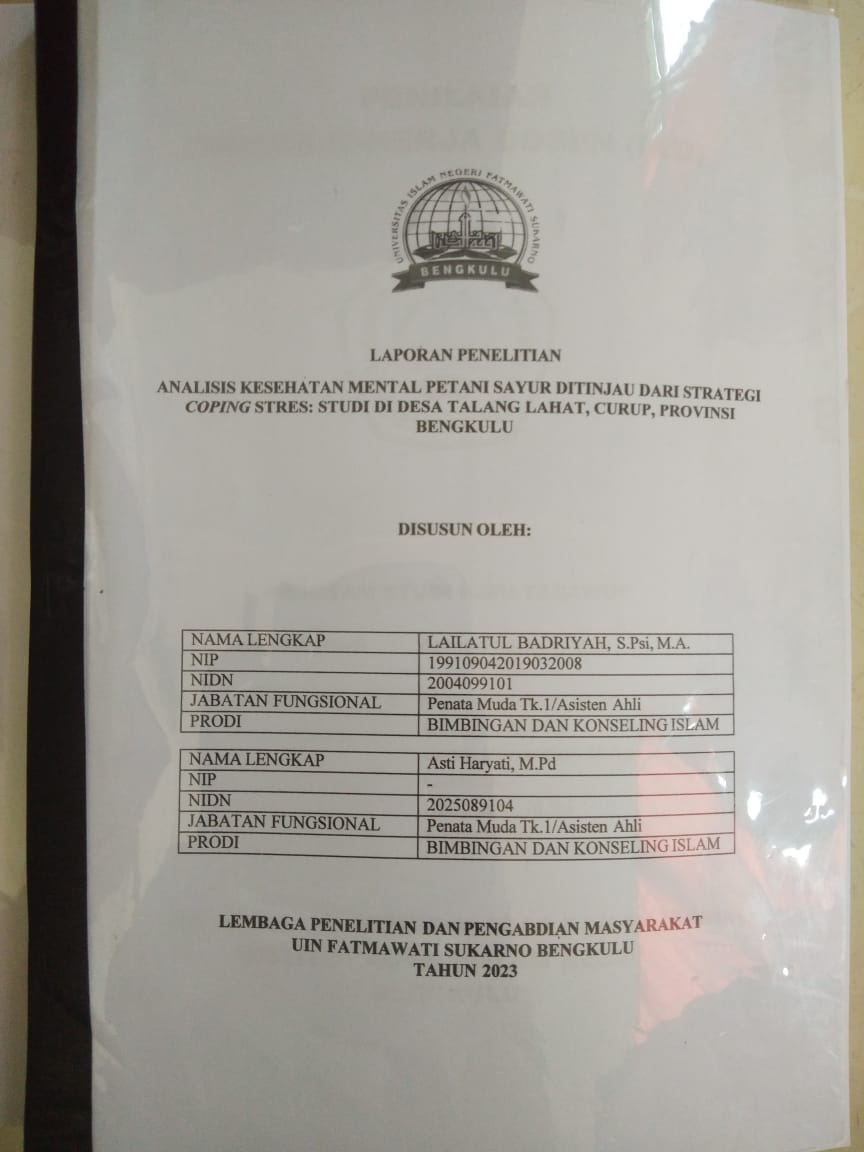 UNIVERSITAS ISLAM NEGERI FATMAWATI SUKARNO
BENGKULU
LAPORAN PENELITIAN
ANALISIS KESEHATAN MENTAL PETANI SAYUR DITINJAU DARI STRATEGI
COPING STRES: STUDI DI DESA TALANG LAHAT, CURUP, PROVINSI
BENGKULU
DISUSUN OLEH:
NAMA LENGKAP LAILATUL BADRIYAH, S.Psi, M.A.
NIP 199109042019032008
NIDN 2004099101
JABATAN FUNGSIONAL Penata Muda Tk.1/Asisten Ahli
PRODI BIMBINGAN DAN KONSELING ISLAM
NAMA LENGKAP Asti Haryati, M.Pd
NIP -
NIDN 2025089104
JABATAN FUNGSIONAL Penata Muda Tk.1/Asisten Ahli
PRODI BIMBINGAN DAN KONSELING ISLAM
LEMBAGA PENELITIAN DAN PENGABDIAN MASYARAKAT
UIN FATMAWATI SUKARNO BENGKULU
TAHUN 2023